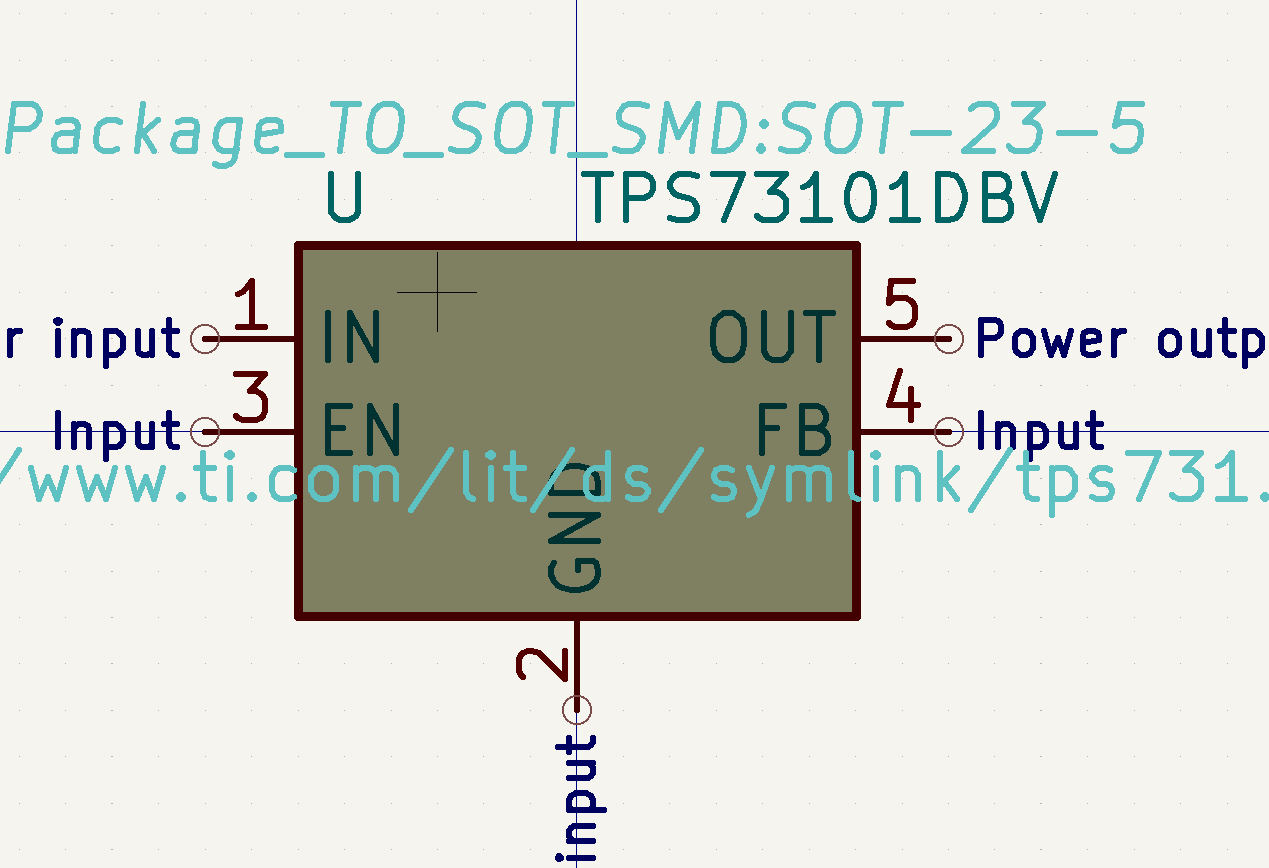 Package_TO_SOT_SMD:SOT-23-5
U TPS73101DBV
1 5
r input IN OUT Power outp
3 4
Input EN FB Input
/www.ti.com/lit/ds/symlink/tps731.
GND
2
input